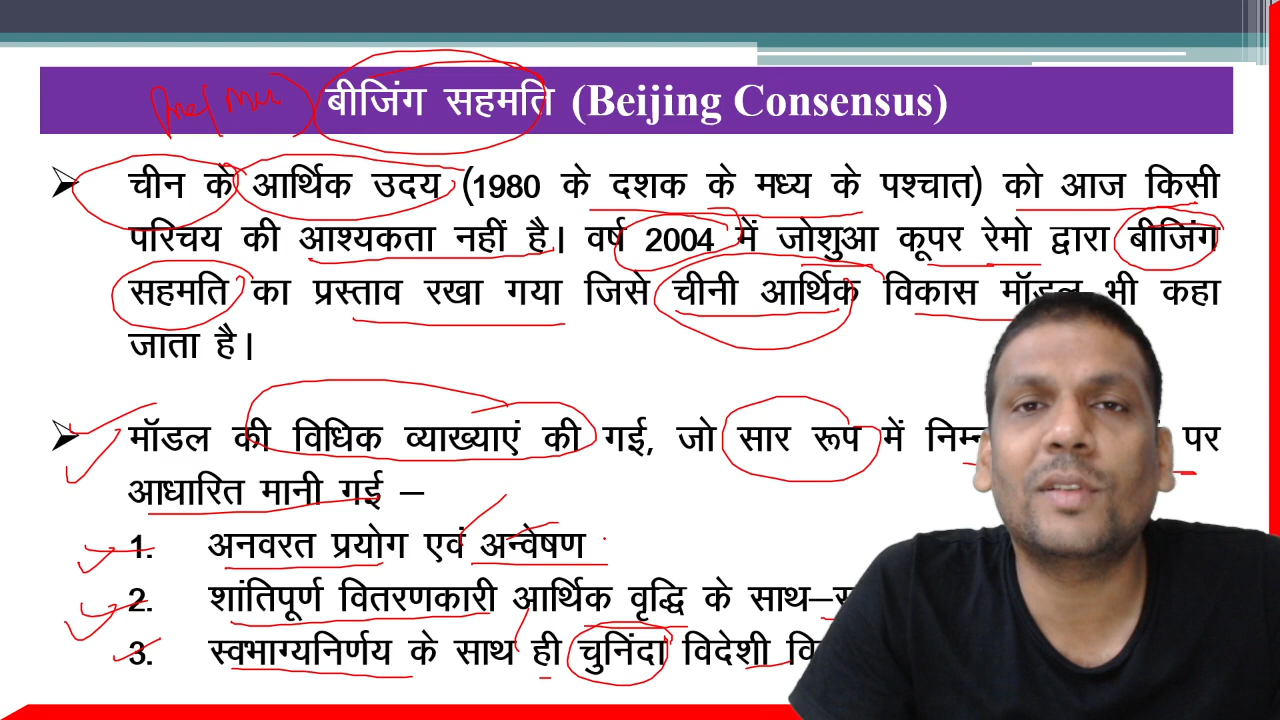 बीजिंग सहमति (Beijing Consensus)
चीन के आर्थिक उदय (1980 के दशक के मध्य के पश्चात) को आज किसी
परिचय की आश्यकता नहीं है। वर्ष 2004 में जोशुआ कूपर रेमो द्वारा बीजिंग
सहमति का प्रस्ताव रखा गया जिसे चीनी आर्थिक विकास मॉडल भी कहा
जाता है।
मॉडल की विधिक व्याख्याएं की गई, जो सार रूप में पर
आधारित मानी गई –
1. अनवरत प्रयोग एवं अन्वेषण
2. शांतिपूर्ण वितरणकारी आर्थिक वृद्धि के साथ–
3. स्वभाग्यनिर्णय के साथ ही चुनिंदा विदेशी